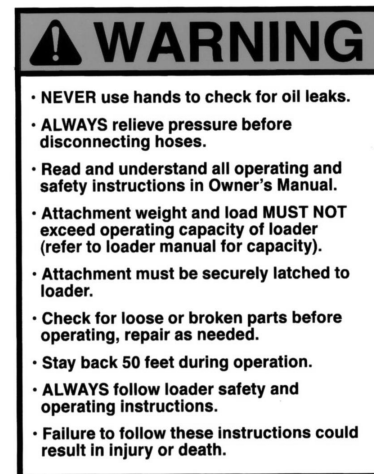 WARNING
· NEVER use hands to check for oil leaks.
· ALWAYS relieve pressure before
disconnecting hoses.
· Read and understand all operating and
safety instructions in Owner's Manual.
· Attachment weight and load MUST NOT
exceed operating capacity of loader
(refer to loader manual for capacity).
· Attachment must be securely latched to
loader.
· Check for loose or broken parts before
operating, repair as needed.
· Stay back 50 feet during operation.
· ALWAYS follow loader safety and
operating instructions.
· Failure to follow these instructions could
result in injury or death.